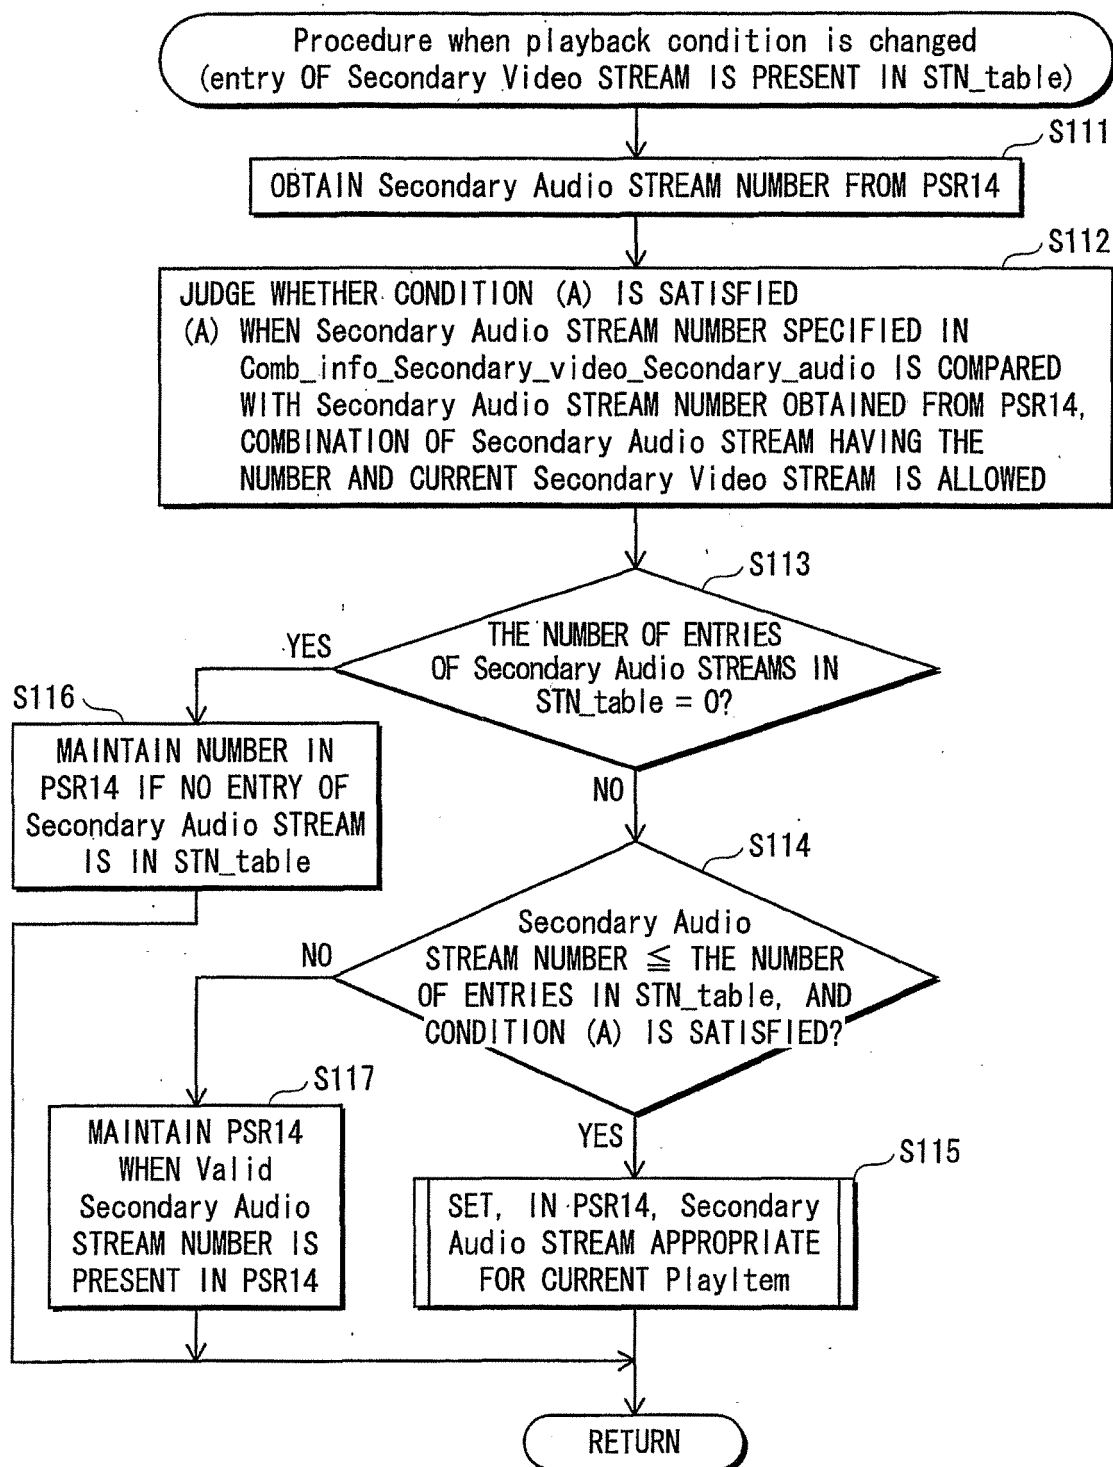 Procedure when playback condition is changed
(entry OF Secondary Video STREAM IS PRESENT IN STN_table)
S111
OBTAIN Secondary Audio STREAM NUMBER FROM PSR14
S112
JUDGE WHETHER CONDITION (A) IS SATISFIED
(A) WHEN Secondary Audio STREAM NUMBER SPECIFIED IN
Comb_info_Secondary_video_Secondary_audio IS COMPARED
WITH Secondary Audio STREAM NUMBER OBTAINED FROM PSR14,
COMBINATION OF Secondary Audio STREAM HAVING THE
NUMBER AND CURRENT Secondary Video STREAM IS ALLOWED
S113
THE NUMBER OF ENTRIES
OF Secondary Audio STREAMS IN
STN_table = 0?
YES
NO
S116
MAINTAIN NUMBER IN
PSR14 IF NO ENTRY OF
Secondary Audio STREAM
IS IN STN_table
S114
Secondary Audio
STREAM NUMBER ≦ THE NUMBER
OF ENTRIES IN STN_table, AND
CONDITION (A) IS SATISFIED?
NO
YES
S117
MAINTAIN PSR14
WHEN Valid
Secondary Audio
STREAM NUMBER IS
PRESENT IN PSR14
S115
SET, IN PSR14, Secondary
Audio STREAM APPROPRIATE
FOR CURRENT PlayItem
RETURN